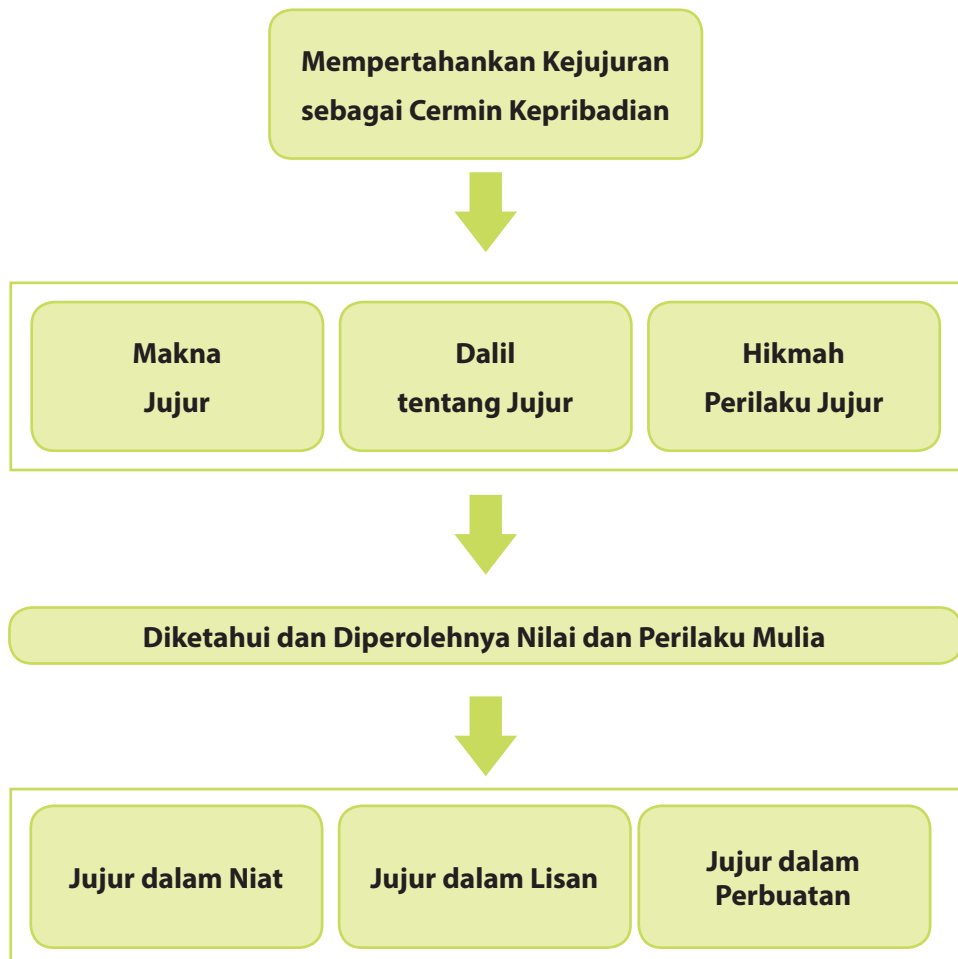 Mempertahankan Kejujuran
sebagai Cermin Kepribadian
Makna
Jujur
Dalil
tentang Jujur
Hikmah
Perilaku Jujur
Diketahui dan Diperolehnya Nilai dan Perilaku Mulia
Jujur dalam Niat
Jujur dalam Lisan
Jujur dalam
Perbuatan